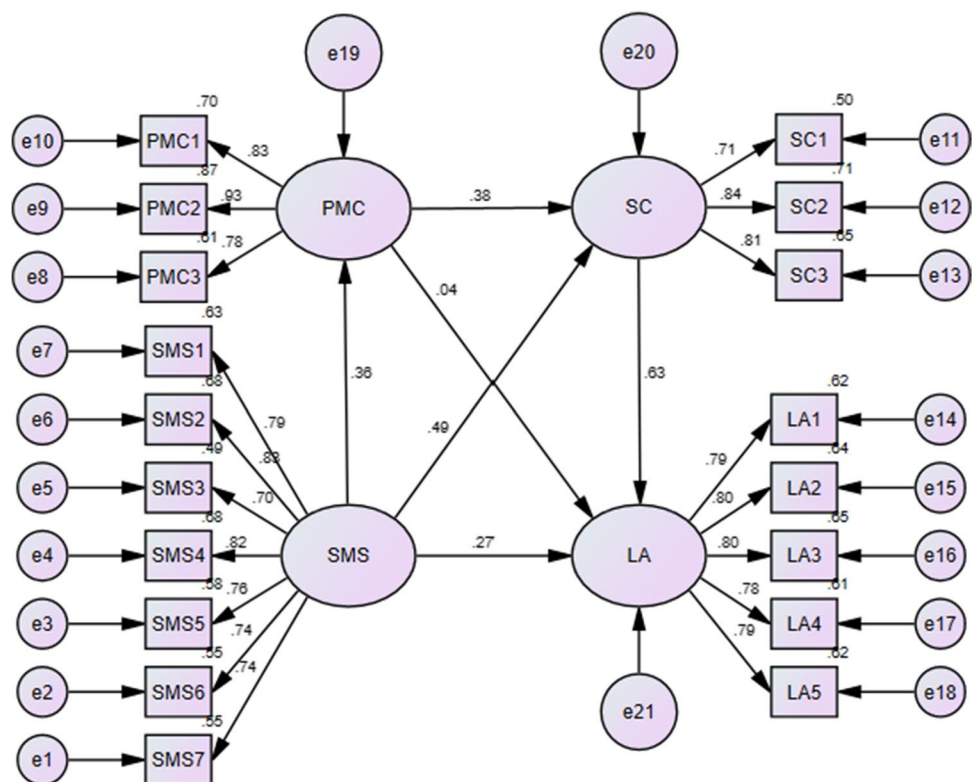 e19
e20
.70
.50
e10
PMC1
.83
.71
SC1
e11
.87
.71
e9
PMC2
.93
PMC
.38
SC
.84
SC2
e12
.61
.65
e8
PMC3
.78
.81
SC3
e13
.63
.04
e7
SMS1
.36
.63
.68
.62
e6
SMS2
.79
.49
.79
LA1
e14
.49
.83
.64
e5
SMS3
.70
.80
LA2
e15
.68
.65
e4
SMS4
.82
SMS
.27
LA
.80
LA3
e16
.58
.61
e3
SMS5
.76
.78
LA4
e17
.74
.79
.55
.62
e2
SMS6
.74
LA5
e18
.55
e21
e1
SMS7